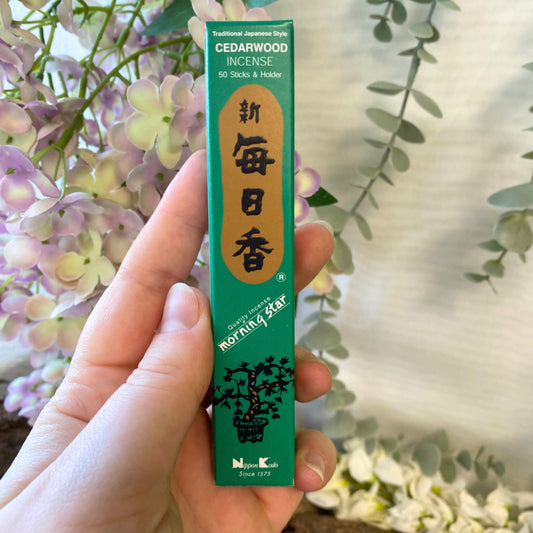 Traditional Japanese Style
CEDARWOOD
INCENSE
50 Sticks & Holder
新
毎
日
香
®
Quality Incense
morning star
Nippon Kodo
Since 1575